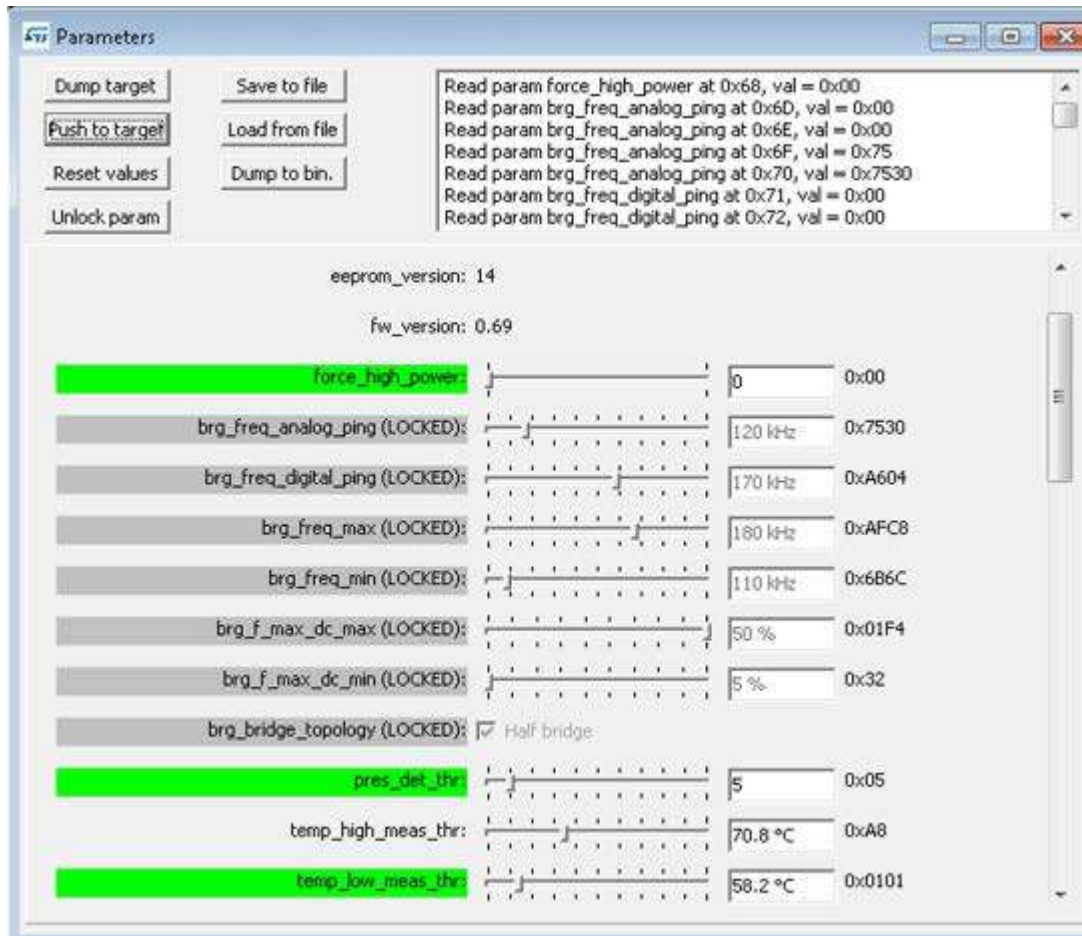 Parameters
Dump target
Save to file
Push to target
Load from file
Reset values
Dump to bin.
Unlock param
Read param force_high_power at 0x68, val = 0x00
Read param brg_freq_analog_ping at 0x6D, val = 0x00
Read param brg_freq_analog_ping at 0x6E, val = 0x00
Read param brg_freq_analog_ping at 0x6F, val = 0x75
Read param brg_freq_analog_ping at 0x70, val = 0x7530
Read param brg_freq_digital_ping at 0x71, val = 0x00
Read param brg_freq_digital_ping at 0x72, val = 0x00
eeprom_version: 14
fw_version: 0.69
force_high_power: 0 0x00
brg_freq_analog_ping (LOCKED): 120 kHz 0x7530
brg_freq_digital_ping (LOCKED): 170 kHz 0xA604
brg_freq_max (LOCKED): 180 kHz 0xAFC8
brg_freq_min (LOCKED): 110 kHz 0x6B6C
brg_f_max_dc_max (LOCKED): 50 % 0x01F4
brg_f_max_dc_min (LOCKED): 5 % 0x32
brg_bridge_topology (LOCKED): Half bridge
pres_det_thr: 5 0x05
temp_high_meas_thr: 70.8 °C 0xA8
temp_low_meas_thr: 58.2 °C 0x0101